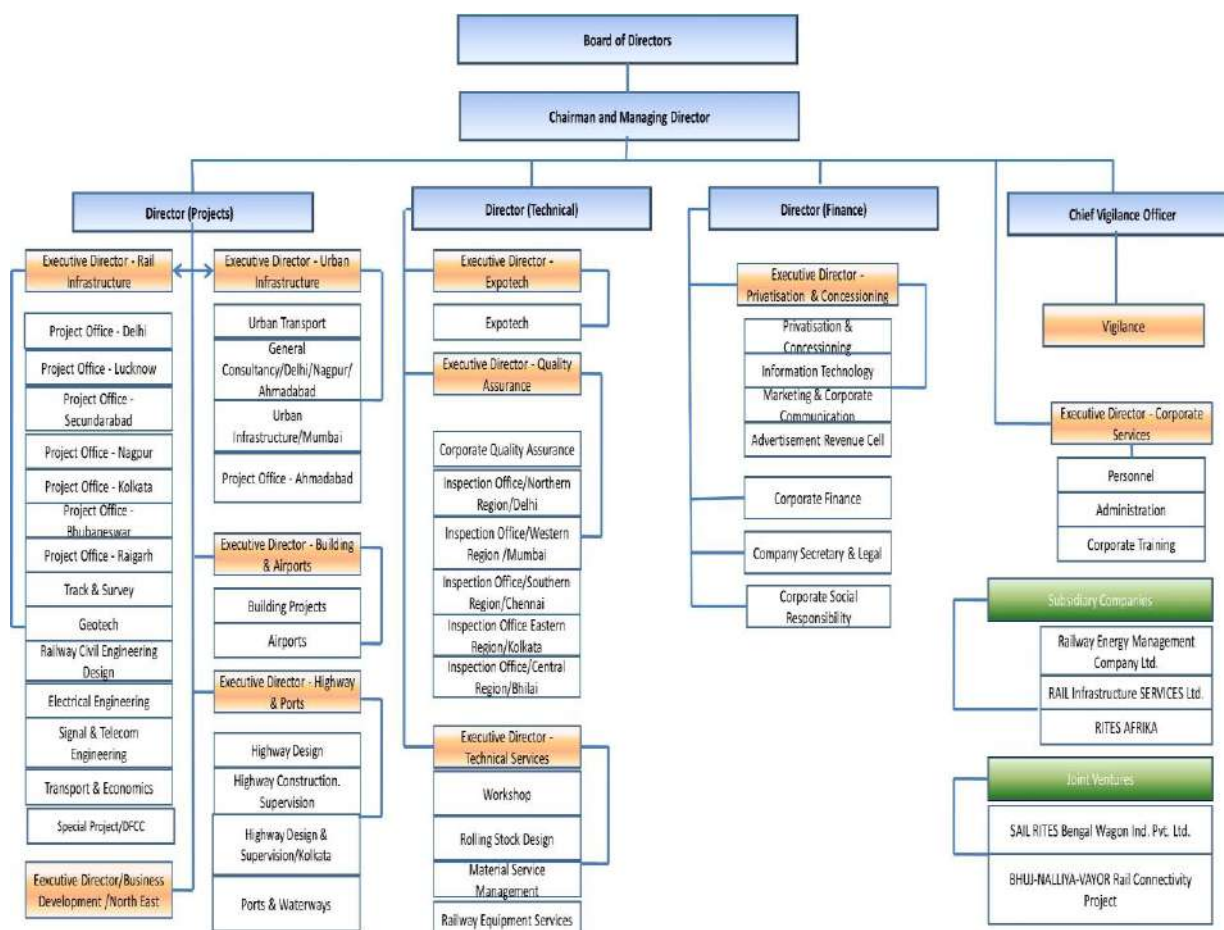 Board of Directors
Chairman and Managing Director
Director (Projects)
Executive Director - Rail
Infrastructure
Project Office - Delhi
Project Office - Lucknow
Project Office -
Secundarabad
Project Office - Nagpur
Project Office - Kolkata
Project Office -
Bhubaneswar
Project Office - Raigarh
Track & Survey
Geotech
Railway Civil Engineering
Design
Electrical Engineering
Signal & Telecom
Engineering
Transport & Economics
Special Project/DFCC
Eexcutive Director/Business
Development /North East
Executive Director - Urban
Infrastructure
Urban Transport
General
Consultancy/Delhi/Nagpur/
Ahmadabad
Urban
Infrastructure/Mumbai
Project Office - Ahmadabad
Executive Director - Building
& Airports
Building Projects
Airports
Executive Director - Highway
& Ports
Highway Design
Highway Construction.
Supervision
Highway Design &
Supervision/Kolkata
Ports & Waterways
Director (Technical)
Executive Director -
Expotech
Expotech
Executive Director - Quality
Assurance
Corporate Quality Assurance
Inspection Office/Northern
Region/Delhi
Inspection Office/Western
Region /Mumbai
Inspection Office/Southern
Region/Chennai
Inspection Office Eastern
Region/Kolkata
Inspection Office/Central
Region/Bhilai
Executive Director -
Technical Services
Workshop
Rolling Stock Design
Material Service
Management
Railway Equipment Services
Director (Finance)
Executive Director -
Privatisation & Concessioning
Privatisation &
Concessioning
Information Technology
Marketing & Corporate
Communication
Advertisement Revenue Cell
Corporate Finance
Company Secretary & Legal
Corporate Social
Responsibility
Chief Vigilance Officer
Vigilance
Executive Director - Corporate
Services
Personnel
Administration
Corporate Training
Subsidiary Companies
Railway Energy Management
Company Ltd.
RAIL Infrastructure SERVICES Ltd.
RITES AFRIKA
Joint Ventures
SAIL RITES Bengal Wagon Ind. Pvt. Ltd.
BHUJ-NALLIYA-VAYOR Rail Connectivity
Project